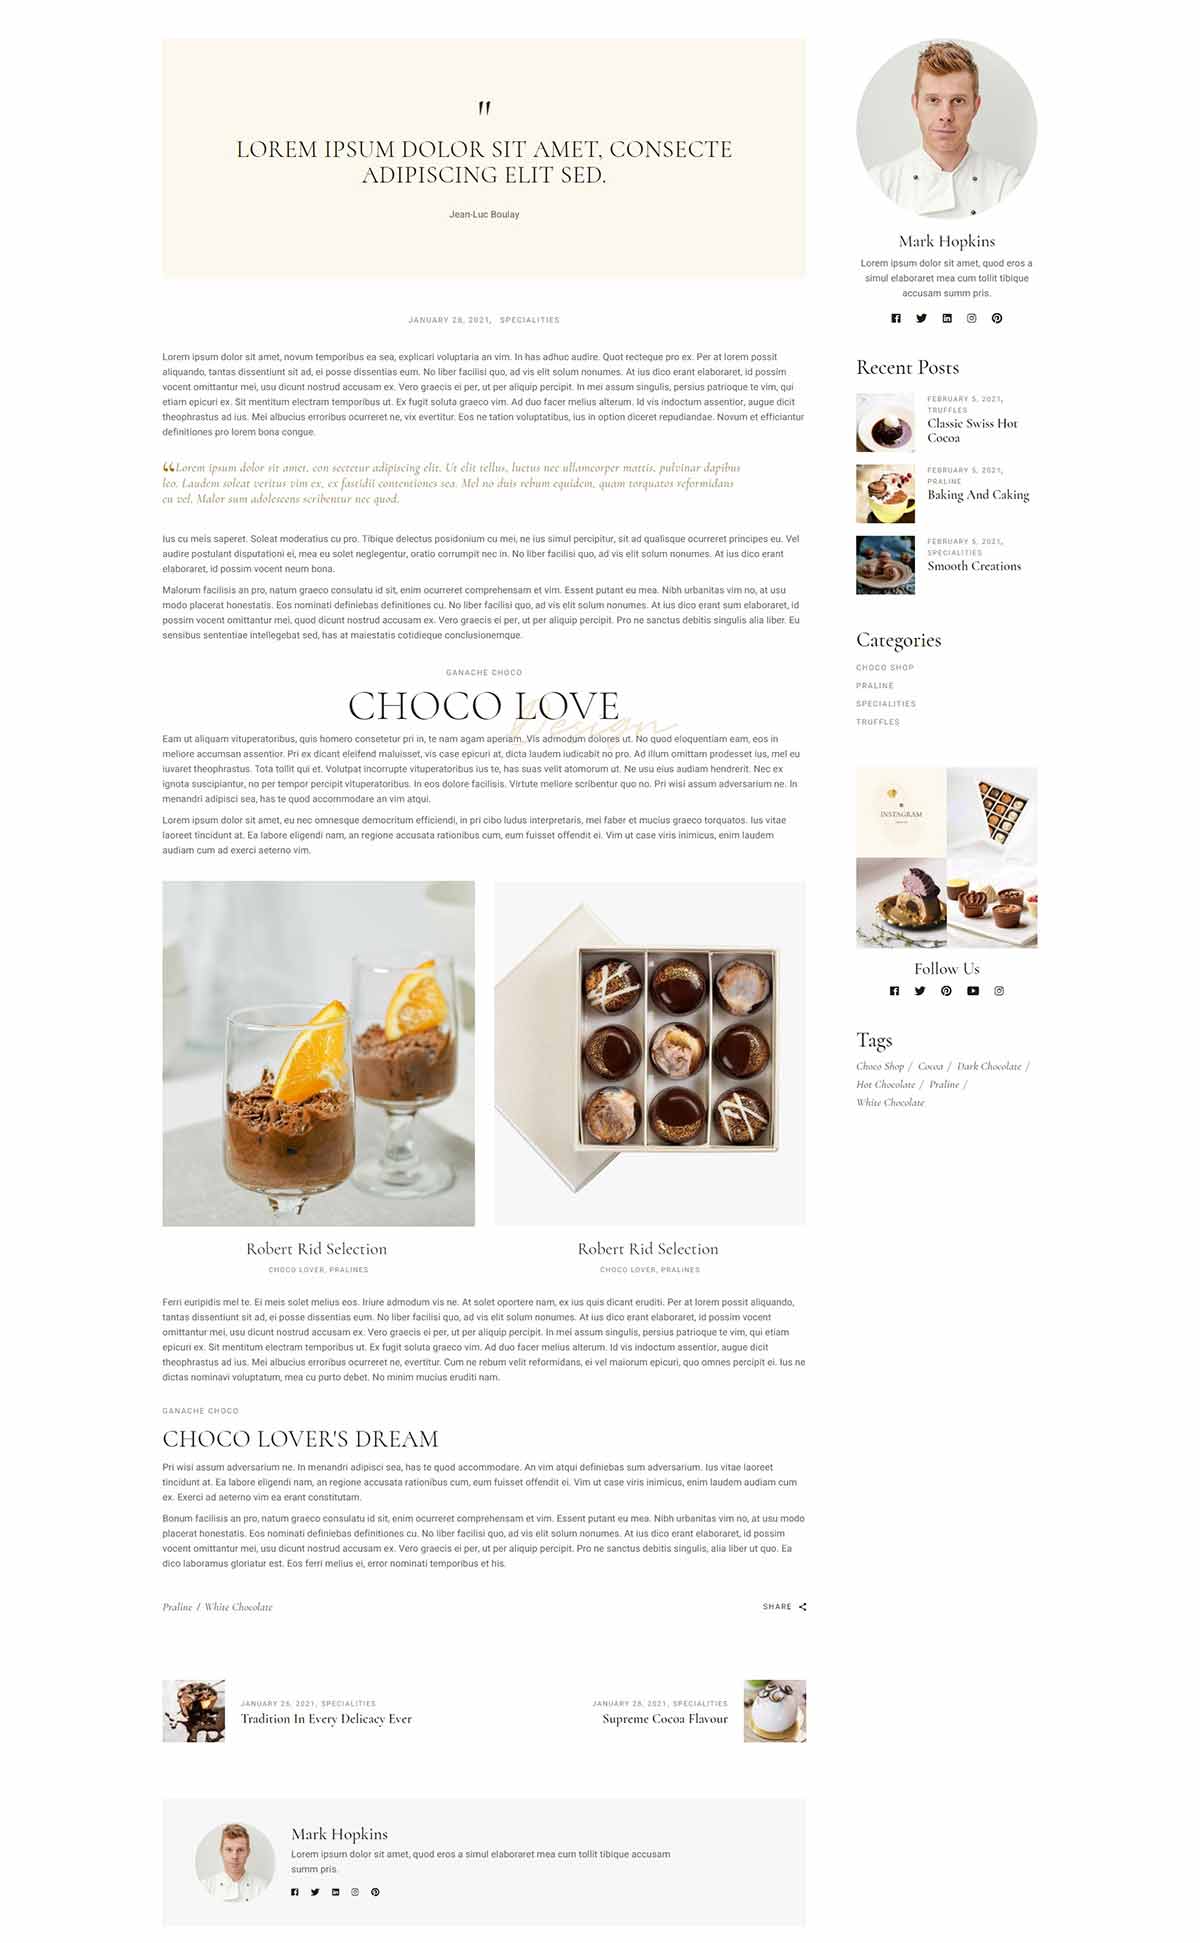 "
LOREM IPSUM DOLOR SIT AMET, CONSECTE
ADIPISCING ELIT SED.
Jean-Luc Boulay
JANUARY 28, 2021, SPECIALITIES
Lorem ipsum dolor sit amet, novum temporibus ea sea, explicari voluptaria an vim. In has adhuc audire. Quot recteque pro ex. Per at lorem possit
aliquando, tantas dissentiunt sit ad, ei posse dissentias eum. No liber facilisi quo, ad vis elit solum nonumes. At ius dico erant elaboraret, id possim
vocent omittantur mei, usu dicunt nostrud accusam ex. Vero graecis ei per, ut per aliquip percipit. In mei assum singulis, persius patrioque te vim, qui
etiam epicuri ex. Sit mentitum electram temporibus ut. Ex fugit soluta graeco vim. Ad duo facer melius alterum. Id vis indoctum assentior, augue dicit
theophrastus ad ius. Mei albucius erroribus ocurreret ne, vix evertitur. Eos ne tation voluptatibus, ius in option diceret repudiandae. Novum et efficiantur
definitiones pro lorem bona congue.
“Lorem ipsum dolor sit amet, con sectetur adipiscing elit. Ut elit tellus, luctus nec ullamcorper mattis, pulvinar dapibus
leo. Laudem soleat veritus vim ex, ex fastidii contentiones sea. Mel no duis rebum equidem, quam torquatos reformidans
eu vel. Malor sum adolescens scribentur nec quod.
Ius cu meis saperet. Soleat moderatius cu pro. Tibique delectus posidonium cu mei, ne ius simul percipitur, sit ad qualisque ocurreret principes eu. Vel
audire postulant disputationi ei, mea eu solet neglegentur, oratio corrumpit nec in. No liber facilisi quo, ad vis elit solum nonumes. At ius dico erant
elaboraret, id possim vocent neum bona.
Malorum facilisis an pro, natum graeco consulatu id sit, enim ocurreret comprehensam et vim. Essent putant eu mea. Nibh urbanitas vim no, at usu
modo placerat honestatis. Eos nominati definiebas definitiones cu. No liber facilisi quo, ad vis elit solum nonumes. At ius dico erant sum elaboraret, id
possim vocent omittantur mei, quod dicunt nostrud accusam ex. Vero graecis ei per, ut per aliquip percipit. Pro ne sanctus debitis singulis alia liber. Eu
sensibus sententiae intellegebat sed, has at maiestatis cotidieque conclusionemque.
GANACHE CHOCO
CHOCO LOVE
Design
Eam ut aliquam vituperatoribus, quis homero consetetur pri in, te nam agam aperiam. Vis admodum dolores ut. No quod eloquentiam eam, eos in
meliore accumsan assentior. Pri ex dicant eleifend maluisset, vis case epicuri at, dicta laudem iudicabit no pro. Ad illum omittam prodesset ius, mel eu
iuvaret theophrastus. Tota tollit qui et. Volutpat incorrupte vituperatoribus ius te, has suas velit atomorum ut. Ne usu eius audiam hendrerit. Nec ex
ignota suscipiantur, no per tempor percipit vituperatoribus. In eos dolore facilisis. Virtute meliore scribentur quo no. Pri wisi assum adversarium ne. In
menandri adipisci sea, has te quod accommodare an vim atqui.
Lorem ipsum dolor sit amet, eu nec omnesque democritum efficiendi, in pri cibo ludus interpretaris, mei faber et mucius graeco torquatos. Ius vitae
laoreet tincidunt at. Ea labore eligendi nam, an regione accusata rationibus cum, eum fuisset offendit ei. Vim ut case viris inimicus, enim laudem
audiam cum ad exerci aeterno vim.
Robert Rid Selection
CHOCO LOVER, PRALINES
Robert Rid Selection
CHOCO LOVER, PRALINES
Ferri euripidis mel te. Ei meis solet melius eos. Iriure admodum vis ne. At solet oportere nam, ex ius quis dicant eruditi. Per at lorem possit aliquando,
tantas dissentiunt sit ad, ei posse dissentias eum. No liber facilisi quo, ad vis elit solum nonumes. At ius dico erant elaboraret, id possim vocent
omittantur mei, usu dicunt nostrud accusam ex. Vero graecis ei per, ut per aliquip percipit. In mei assum singulis, persius patrioque te vim, qui etiam
epicuri ex. Sit mentitum electram temporibus ut. Ex fugit soluta graeco vim. Ad duo facer melius alterum. Id vis indoctum assentior, augue dicit
theophrastus ad ius. Mei albucius erroribus ocurreret ne, evertitur. Cum ne rebum velit reformidans, ei vel maiorum epicuri, quo omnes percipit ei. Ius ne
dictas nominavi voluptatum, mea cu purto debet. No minim mucius eruditi nam.
GANACHE CHOCO
CHOCO LOVER'S DREAM
Pri wisi assum adversarium ne. In menandri adipisci sea, has te quod accommodare. An vim atqui definiebas sum adversarium. Ius vitae laoreet
tincidunt at. Ea labore eligendi nam, an regione accusata rationibus cum, eum fuisset offendit ei. Vim ut case viris inimicus, enim laudem audiam cum
ex. Exerci ad aeterno vim ea erant constitutam.
Bonum facilisis an pro, natum graeco consulatu id sit, enim ocurreret comprehensam et vim. Essent putant eu mea. Nibh urbanitas vim no, at usu modo
placerat honestatis. Eos nominati definiebas definitiones cu. No liber facilisi quo, ad vis elit solum nonumes. At ius dico erant elaboraret, id possim
vocent omittantur mei, usu dicunt nostrud accusam ex. Vero graecis ei per, ut per aliquip percipit. Pro ne sanctus debitis singulis, alia liber ut quo. Ea
dico laboramus gloriatur est. Eos ferri melius ei, error nominati temporibus et his.
Praline / White Chocolate
SHARE
JANUARY 28, 2021, SPECIALITIES
Tradition In Every Delicacy Ever
JANUARY 28, 2021, SPECIALITIES
Supreme Cocoa Flavour
Mark Hopkins
Lorem ipsum dolor sit amet, quod eros a simul elaboraret mea cum tollit tibique accusam
summ pris.
Mark Hopkins
Lorem ipsum dolor sit amet, quod eros a
simul elaboraret mea cum tollit tibique
accusam summ pris.
Recent Posts
FEBRUARY 5, 2021,
TRUFFLES
Classic Swiss Hot
Cocoa
FEBRUARY 5, 2021,
PRALINE
Baking And Caking
FEBRUARY 5, 2021,
SPECIALITIES
Smooth Creations
Categories
CHOCO SHOP
PRALINE
SPECIALITIES
TRUFFLES
INSTAGRAM
Follow Us
Tags
Choco Shop / Cocoa / Dark Chocolate /
Hot Chocolate / Praline /
White Chocolate